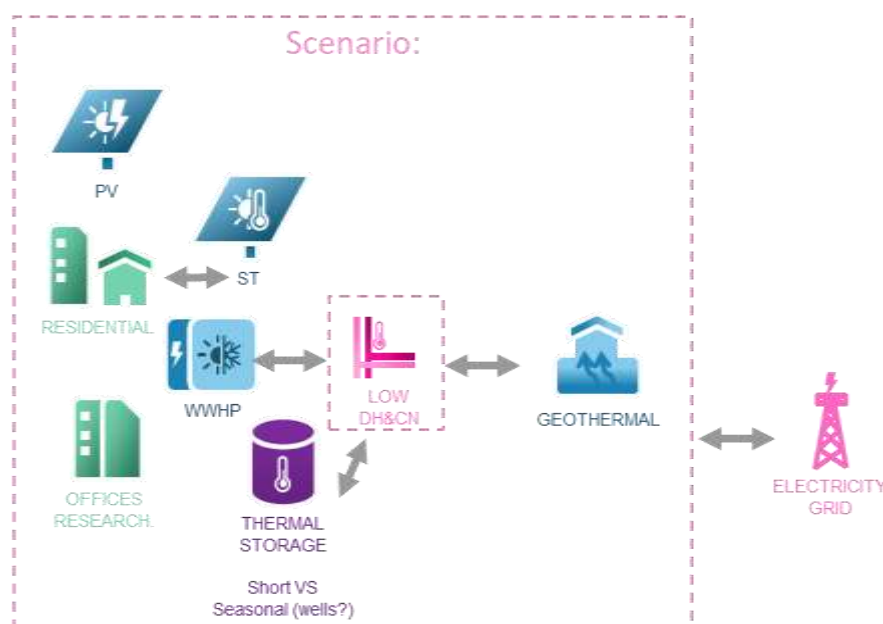 Scenario:
PV
ST
RESIDENTIAL
WWHP
LOW
DH&CN
GEOTHERMAL
OFFICES
RESEARCH.
THERMAL
STORAGE
ELECTRICITY
GRID
Short VS
Seasonal (wells?)